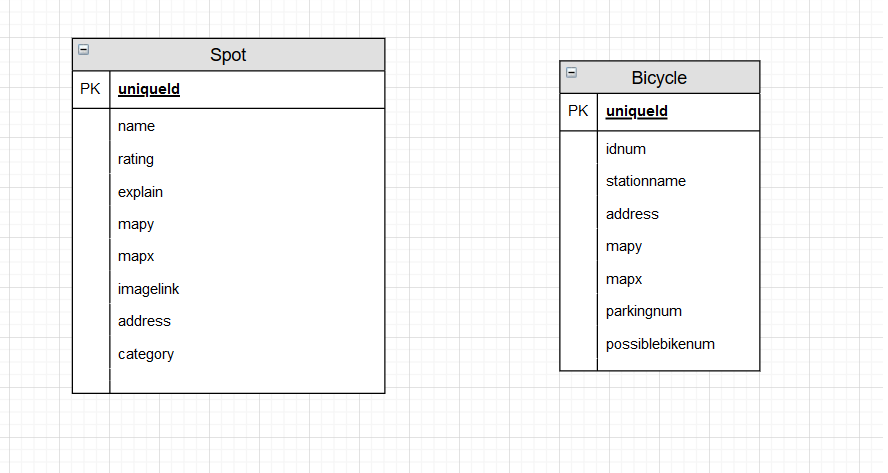 Spot
PK uniqueId
name
rating
explain
mapy
mapx
imagelink
address
category
Bicycle
PK uniqueId
idnum
stationname
address
mapy
mapx
parkingnum
possiblebikenum